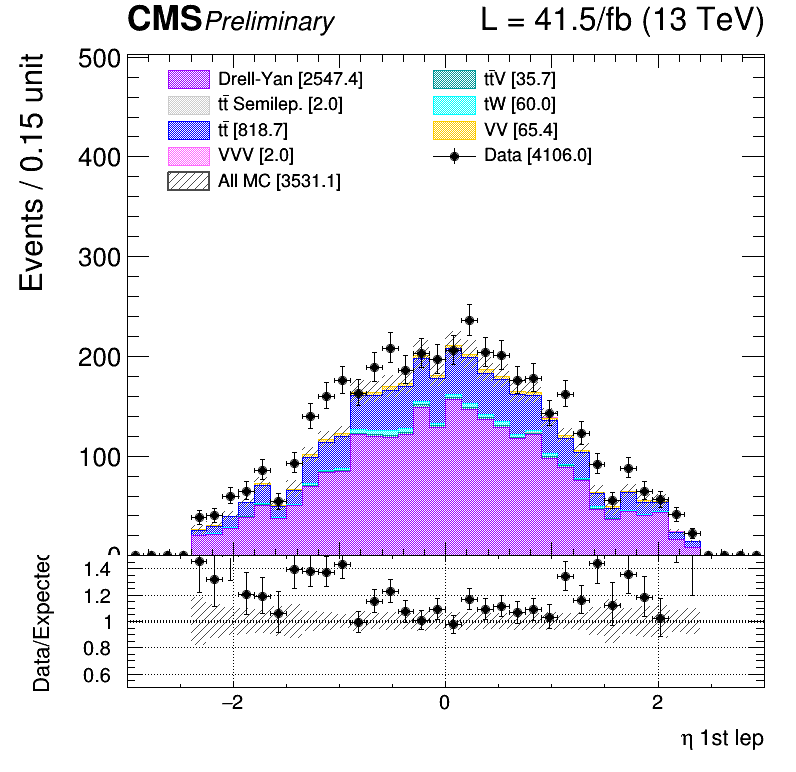 CMS Preliminary L = 41.5/fb (13 TeV)
Events / 0.15 unit
500
400
300
200
100
0
Drell-Yan [2547.4]
tt̄ Semilep. [2.0]
tt̄ [818.7]
VVV [2.0]
All MC [3531.1]
tt̄V [35.7]
tW [60.0]
VV [65.4]
Data [4106.0]
Data/Expected
1.4
1.2
1
0.8
0.6
−2 0 2
η 1st lep